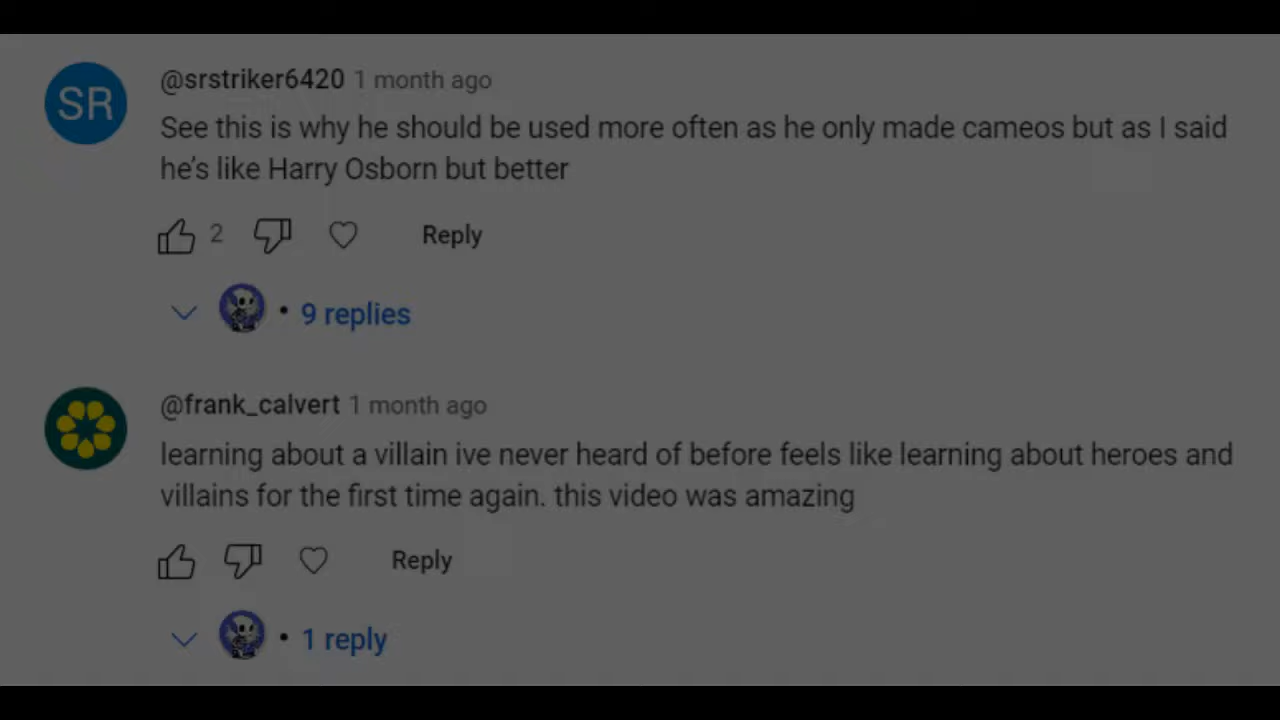 SR
@srstriker6420 1 month ago
See this is why he should be used more often as he only made cameos but as I said
he's like Harry Osborn but better
2 Reply
• 9 replies
@frank_calvert 1 month ago
learning about a villain ive never heard of before feels like learning about heroes and
villains for the first time again. this video was amazing
Reply
• 1 reply